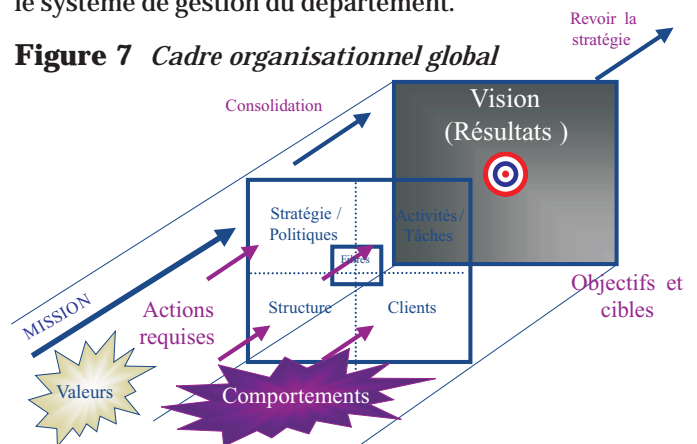 le système de gestion du département.
Figure 7 Cadre organisationnel global
Revoir la
stratégie
Consolidation
Vision
(Résultats )
Stratégie /
Politiques
Activités /
Tâches
MISSION
Actions
requises
Structure
Clients
Objectifs et
cibles
Valeurs
Comportements